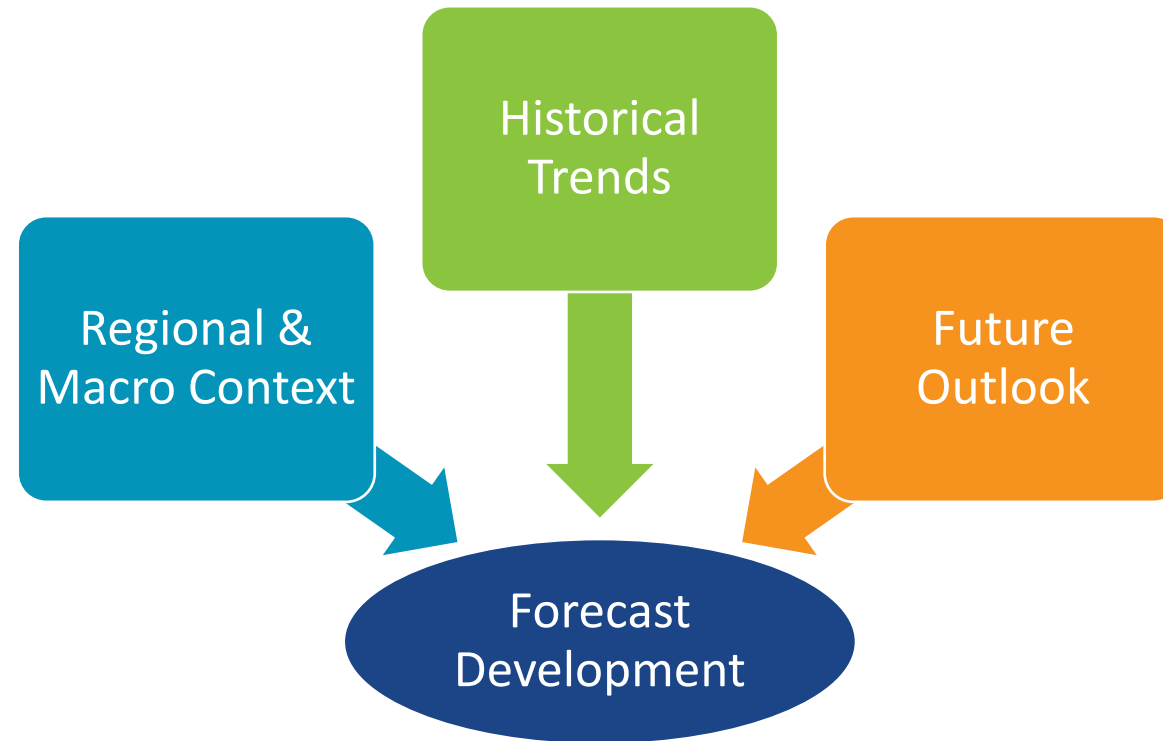 Historical
Trends
Regional &
Macro Context
Future
Outlook
Forecast
Development